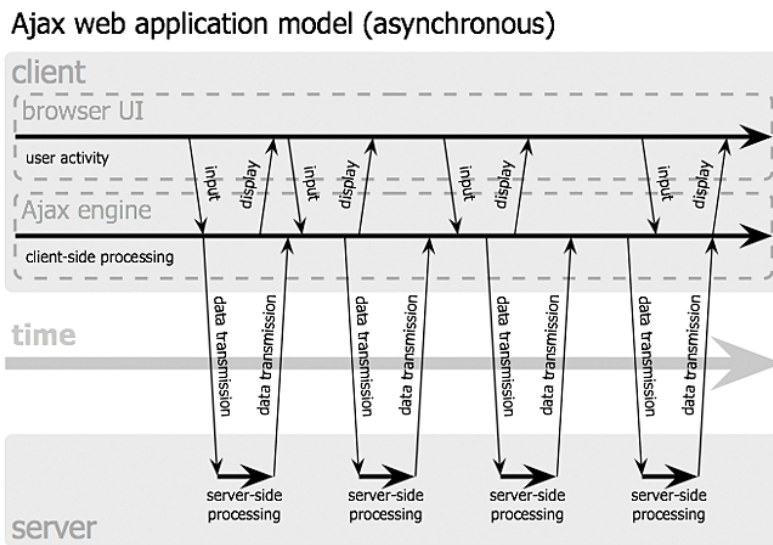 Ajax web application model (asynchronous)
client
browser UI
user activity
input
display
input
display
input
display
input
display
Ajax engine
client-side processing
data transmission
data transmission
data transmission
data transmission
data transmission
data transmission
data transmission
data transmission
time
server-side
processing
server-side
processing
server-side
processing
server-side
processing
server